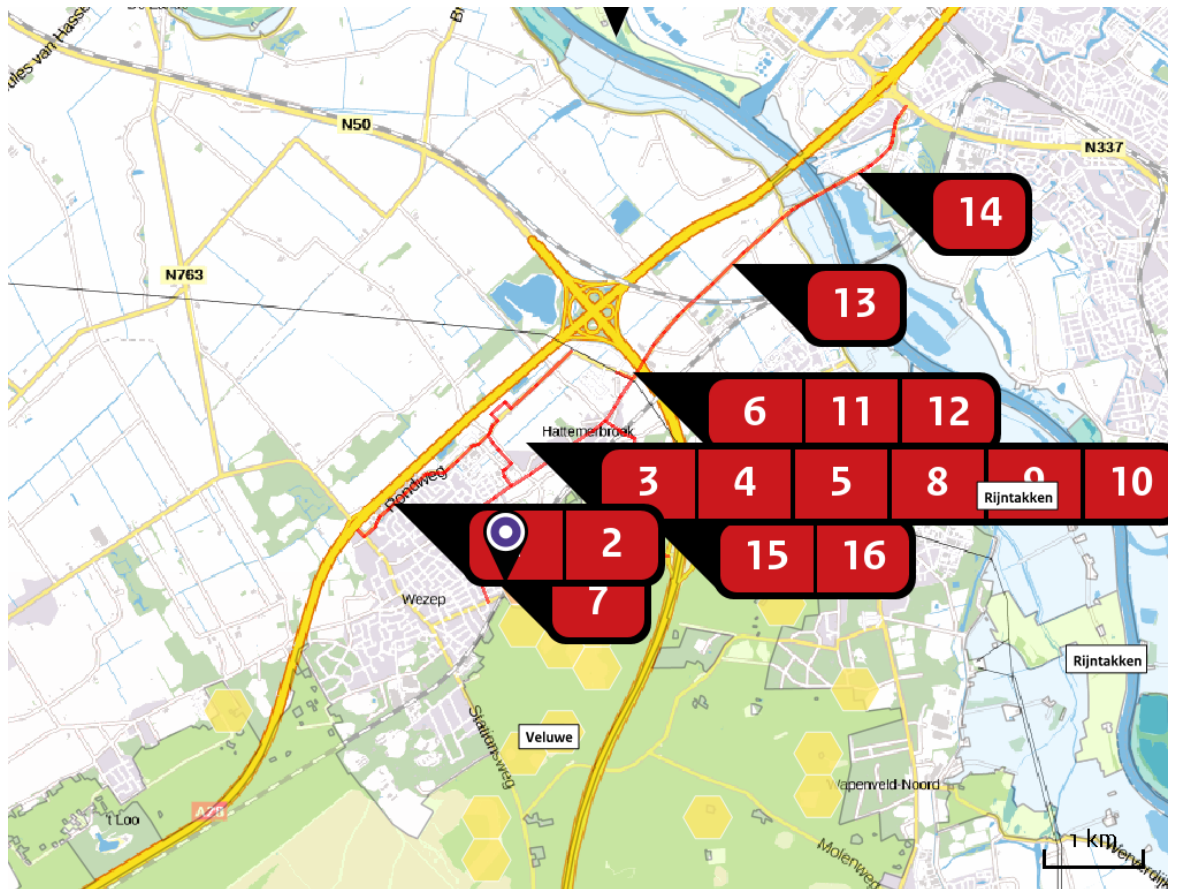 N50
N337
14
N763
13
6 11 12
Hattemerbroek
3 4 5 8 9 10
Rijntakken
Rondweg
2
15 16
Wezep
7
Rijntakken
Veluwe
Stationsweg
Wapenveld-Noord
A28
't Loo
1 km
Molenweg